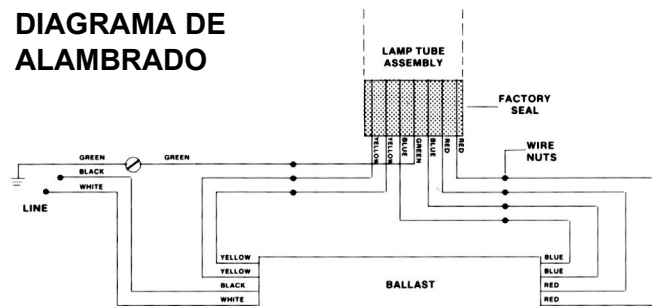 DIAGRAMA DE
ALAMBRADO
LAMP TUBE
ASSEMBLY
FACTORY
SEAL
YELLOW
YELLOW
BLUE
GREEN
BLUE
RED
RED
WIRE
NUTS
GREEN
GREEN
BLACK
WHITE
LINE
YELLOW
YELLOW
BLACK
WHITE
BALLAST
BLUE
BLUE
RED
RED